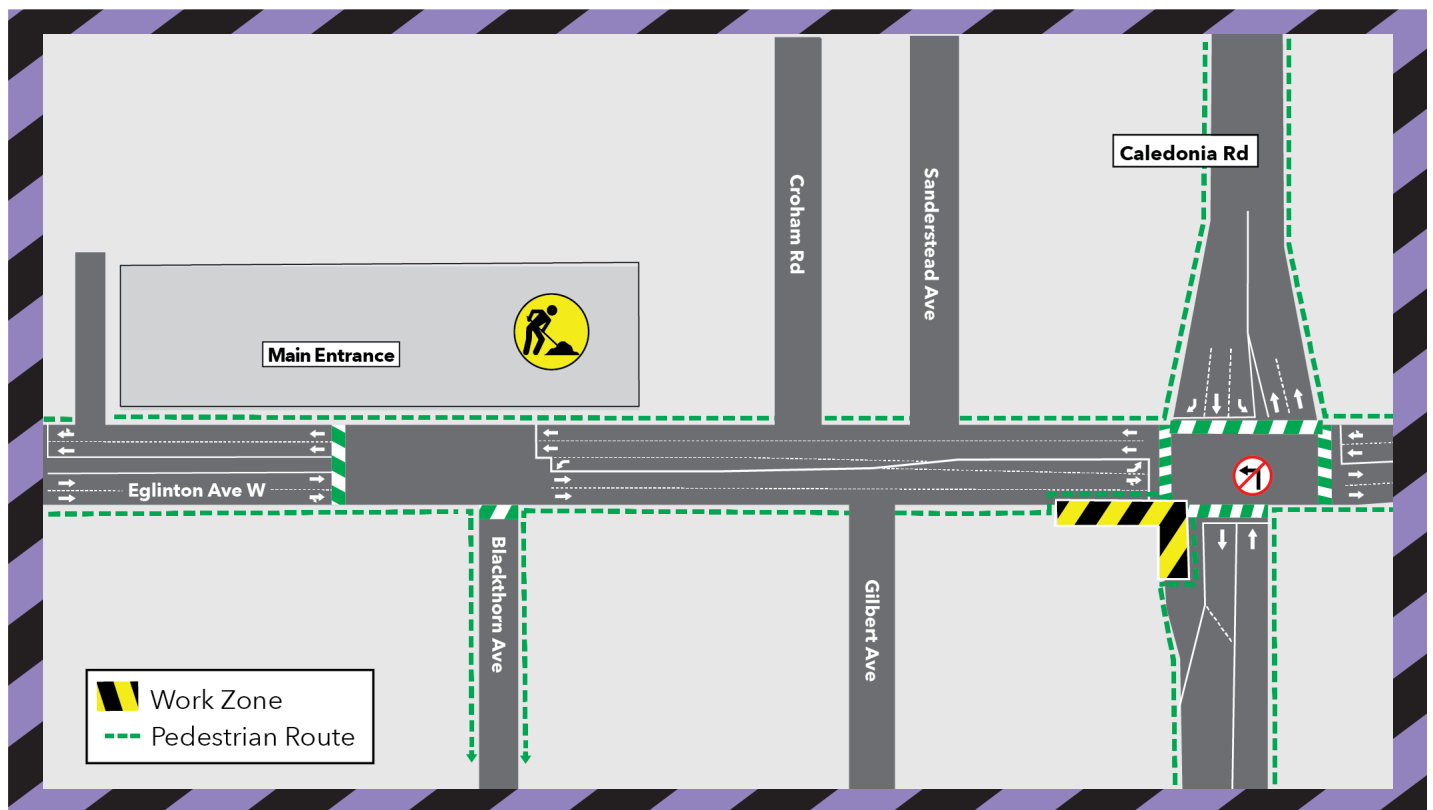 Caledonia Rd
Croham Rd
Sanderstead Ave
Main Entrance
Eglinton Ave W
Blackthorn Ave
Gilbert Ave
Work Zone
Pedestrian Route